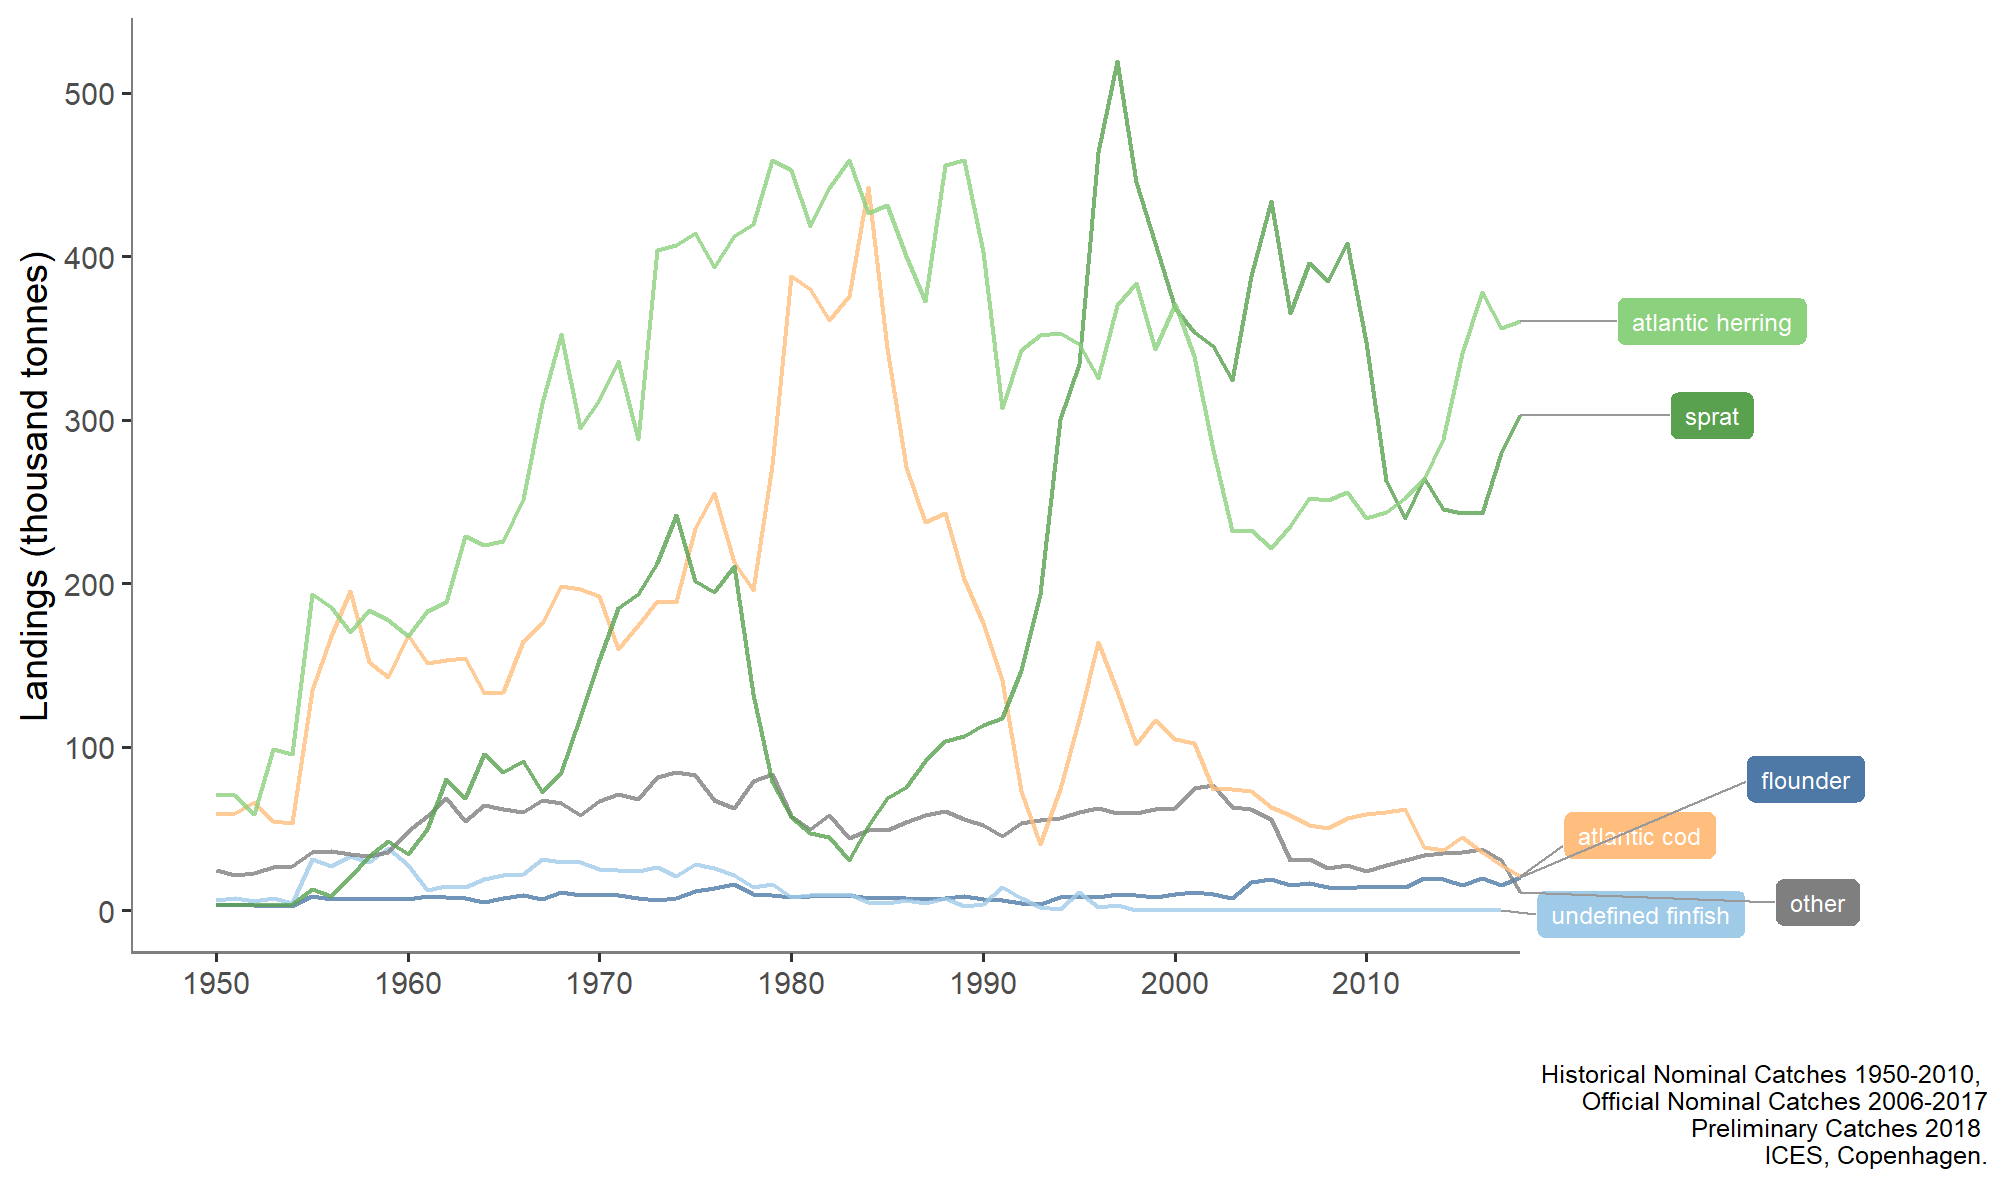 Landings (thousand tonnes)
500
400
300
200
100
0
1950
1960
1970
1980
1990
2000
2010
atlantic herring
sprat
flounder
atlantic cod
other
undefined finfish
Historical Nominal Catches 1950-2010,
Official Nominal Catches 2006-2017
Preliminary Catches 2018
ICES, Copenhagen.